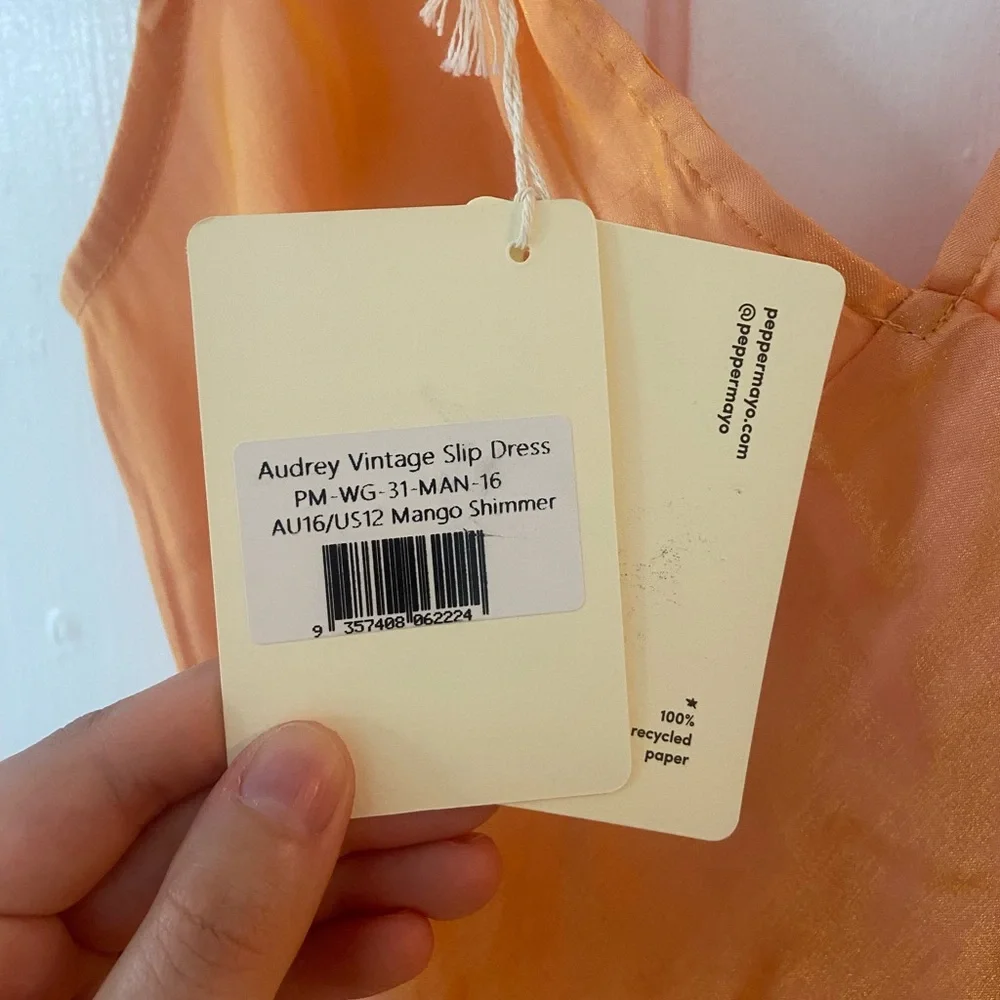 Audrey Vintage Slip Dress
PM-WG-31-MAN-16
AU16/US12 Mango Shimmer
9 357408 062224
peppermayo.com
@peppermayo
100%
recycled
paper